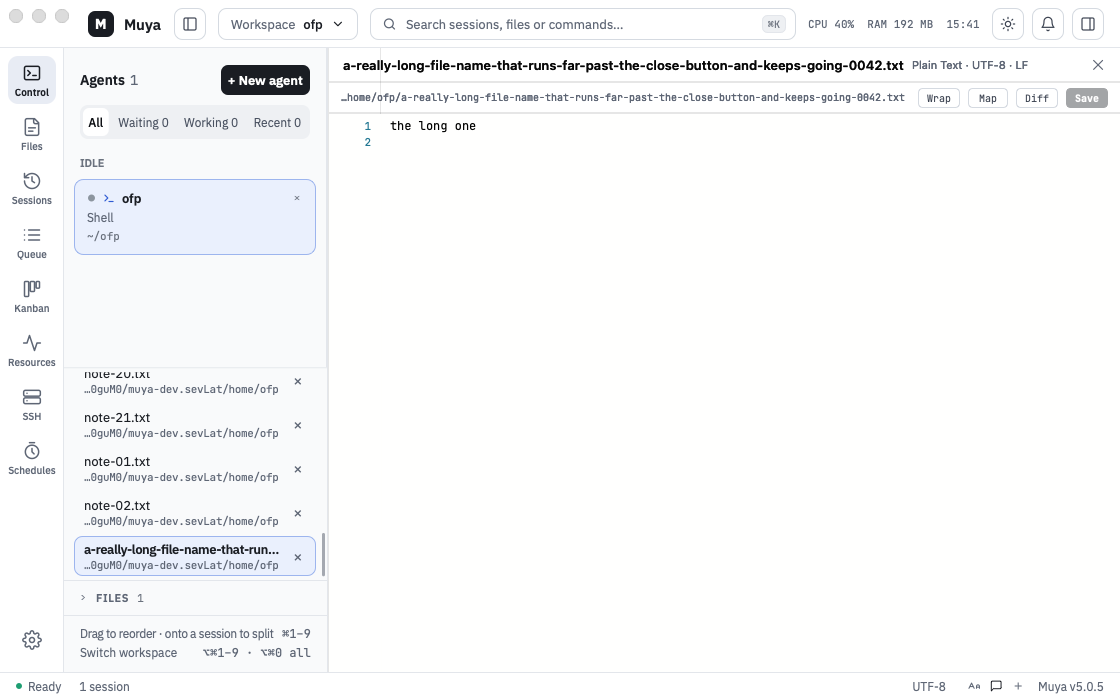 M Muya Workspace ofp Search sessions, files or commands... ⌘K CPU 40% RAM 192 MB 15:41
Control
Files
Sessions
Queue
Kanban
Resources
SSH
Schedules
Agents 1 + New agent
All Waiting 0 Working 0 Recent 0
IDLE
ofp ×
Shell
~/ofp
note-20.txt ×
…0guM0/muya-dev.sevLat/home/ofp
note-21.txt ×
…0guM0/muya-dev.sevLat/home/ofp
note-01.txt ×
…0guM0/muya-dev.sevLat/home/ofp
note-02.txt ×
…0guM0/muya-dev.sevLat/home/ofp
a-really-long-file-name-that-run... ×
…0guM0/muya-dev.sevLat/home/ofp
› FILES 1
Drag to reorder · onto a session to split ⌘1–9
Switch workspace ⌥⌘1–9 · ⌥⌘0 all
a-really-long-file-name-that-runs-far-past-the-close-button-and-keeps-going-0042.txt Plain Text · UTF-8 · LF
…home/ofp/a-really-long-file-name-that-runs-far-past-the-close-button-and-keeps-going-0042.txt Wrap Map Diff Save
1 the long one
2
Ready 1 session UTF-8 AA + Muya v5.0.5